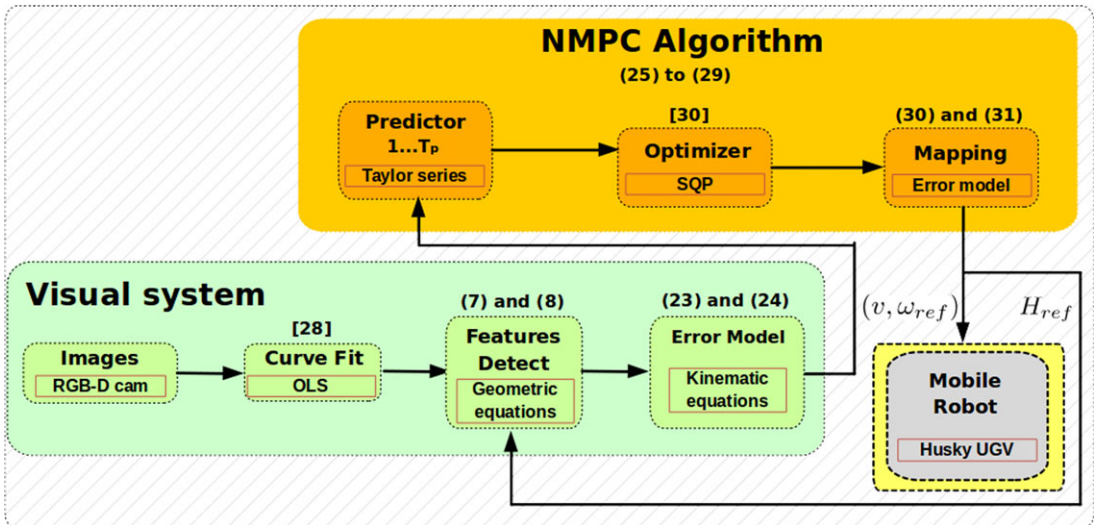 NMPC Algorithm
(25) to (29)
Predictor
1...Tₚ
Taylor series
[30]
Optimizer
SQP
(30) and (31)
Mapping
Error model
Visual system
Images
RGB-D cam
[28]
Curve Fit
OLS
(7) and (8)
Features
Detect
Geometric
equations
(23) and (24)
Error Model
Kinematic
equations
(v, ω_ref)
H_ref
Mobile
Robot
Husky UGV